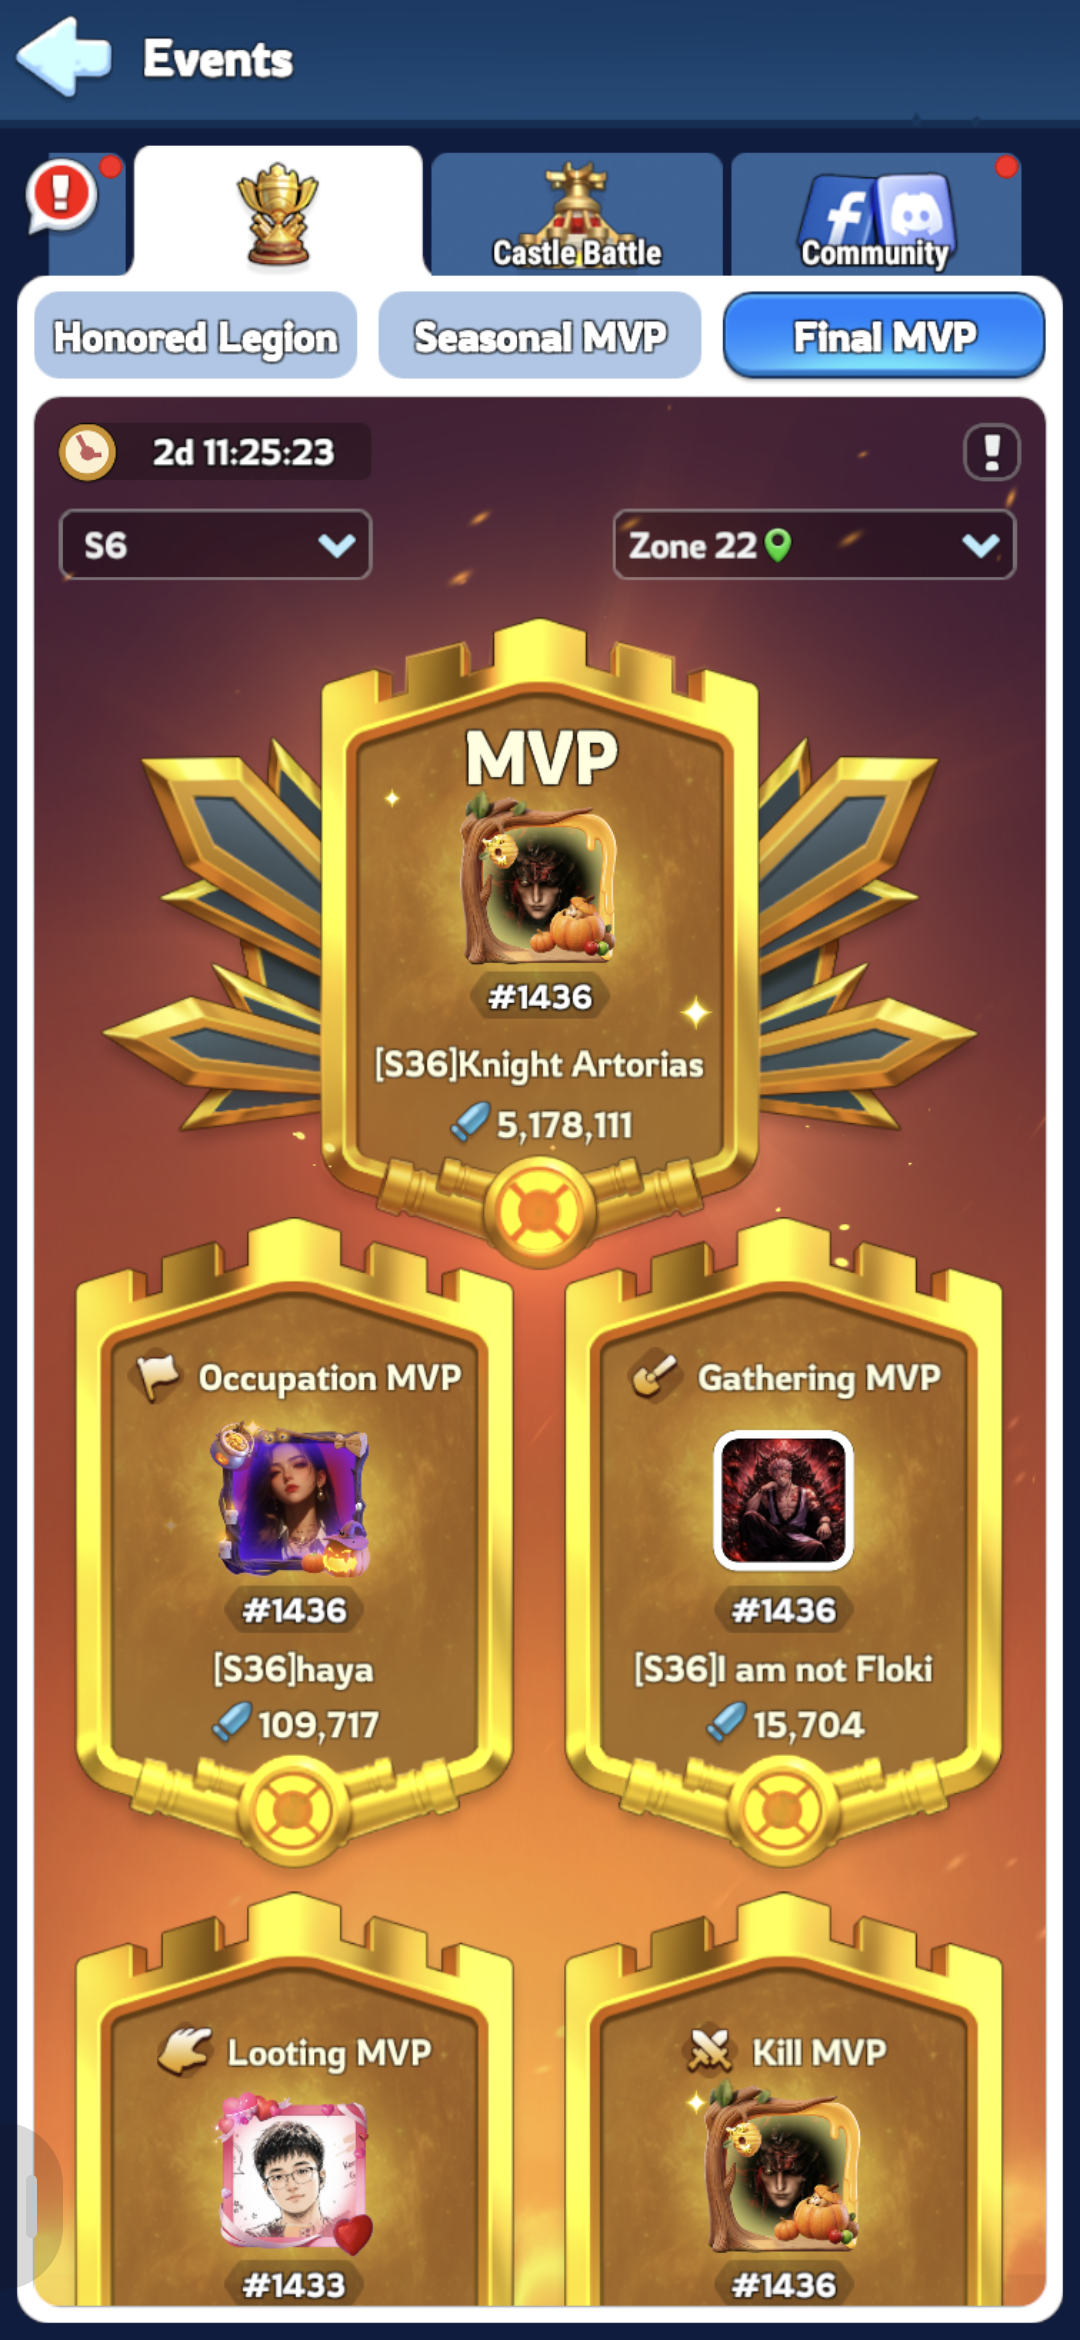 Events
Castle Battle
Community
Honored Legion
Seasonal MVP
Final MVP
2d 11:25:23
S6
Zone 22
MVP
#1436
[S36]Knight Artorias
5,178,111
Occupation MVP
#1436
[S36]haya
109,717
Gathering MVP
#1436
[S36]I am not Floki
15,704
Looting MVP
#1433
Kill MVP
#1436